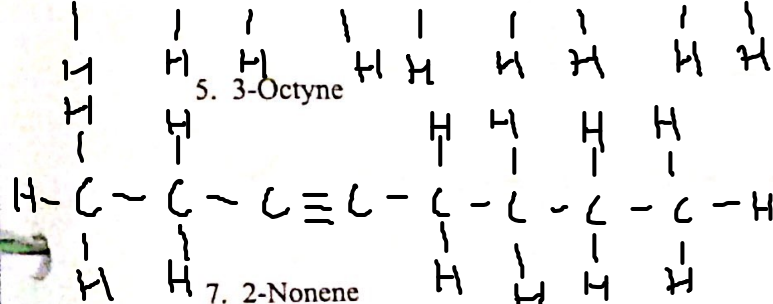 H H H H H H H H H
5. 3-Octyne
H H H H H H
H-C-C-C≡C-C-C-C-C-H
H H H H H H
7. 2-Nonene